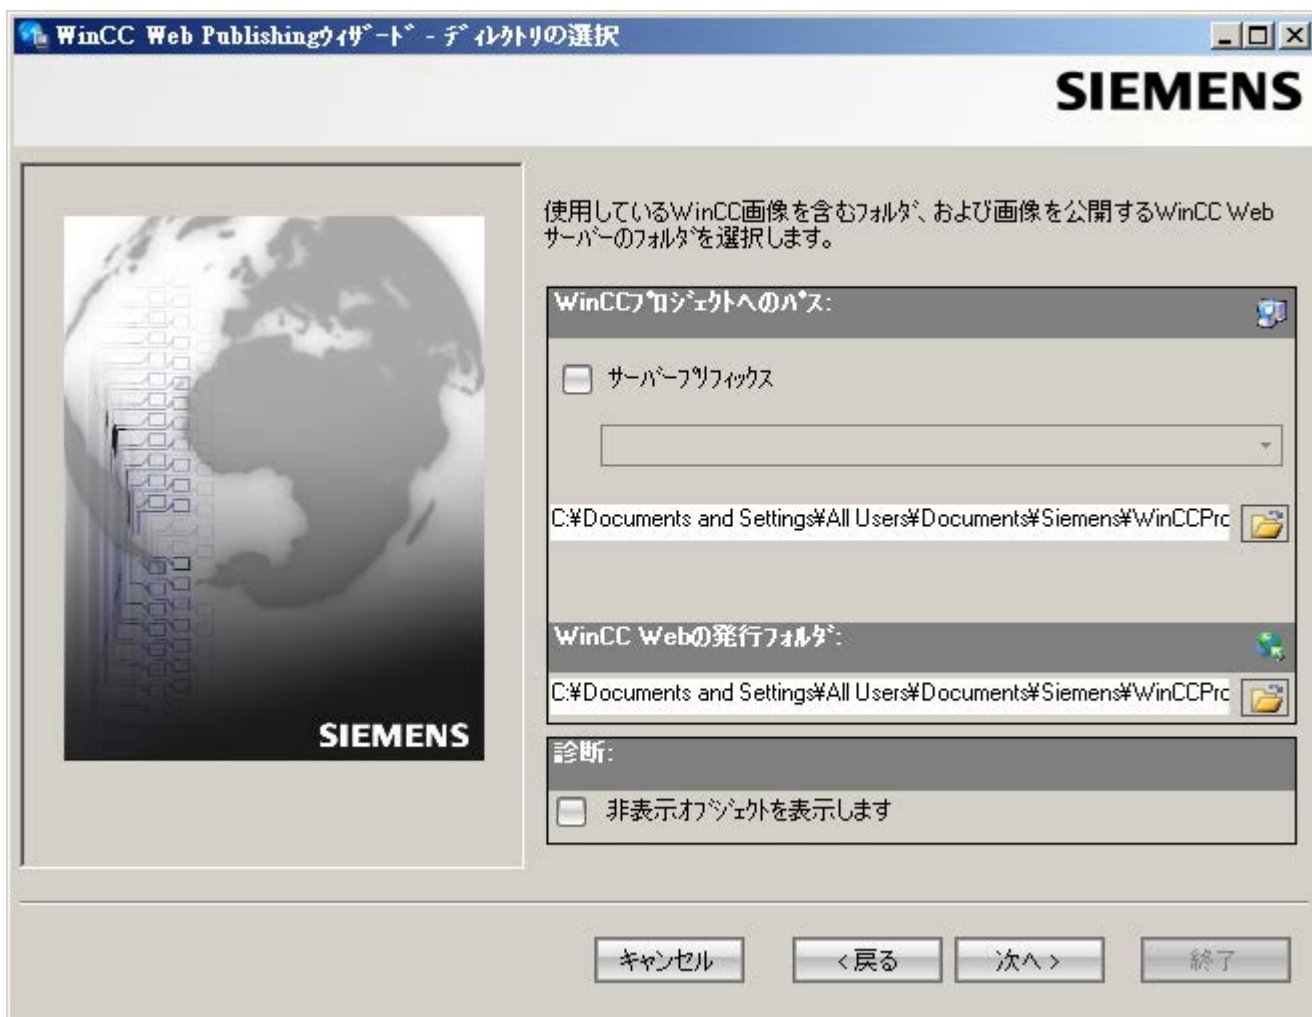 WinCC Web Publishingウィザード - ディレクトリの選択
SIEMENS
使用しているWinCC画像を含むフォルダ、および画像を公開するWinCC Web
サーバーのフォルダを選択します。
WinCCプロジェクトへのパス:
サーバープリフィックス
C:¥Documents and Settings¥All Users¥Documents¥Siemens¥WinCCPrc
WinCC Webの発行フォルダ:
C:¥Documents and Settings¥All Users¥Documents¥Siemens¥WinCCPrc
SIEMENS
診断:
非表示オブジェクトを表示します
キャンセル
<戻る
次へ>
終了